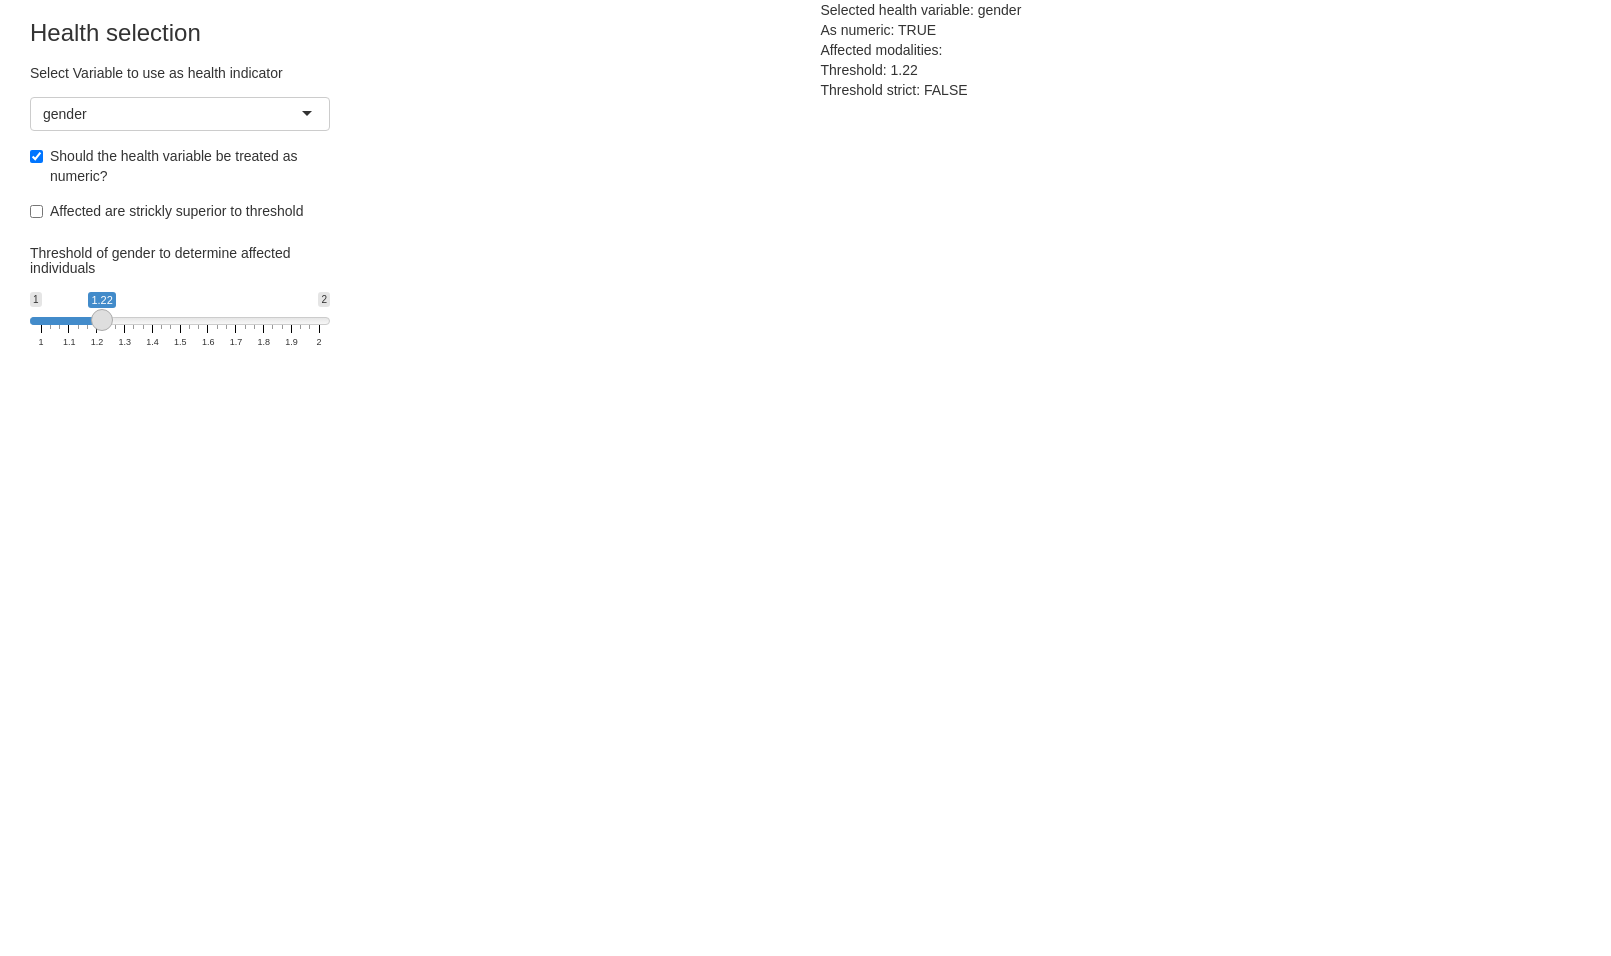 Health selection
Select Variable to use as health indicator
gender
Should the health variable be treated as
numeric?
Affected are strickly superior to threshold
Threshold of gender to determine affected
individuals
1 1.22 2
1 1.1 1.2 1.3 1.4 1.5 1.6 1.7 1.8 1.9 2
Selected health variable: gender
As numeric: TRUE
Affected modalities:
Threshold: 1.22
Threshold strict: FALSE